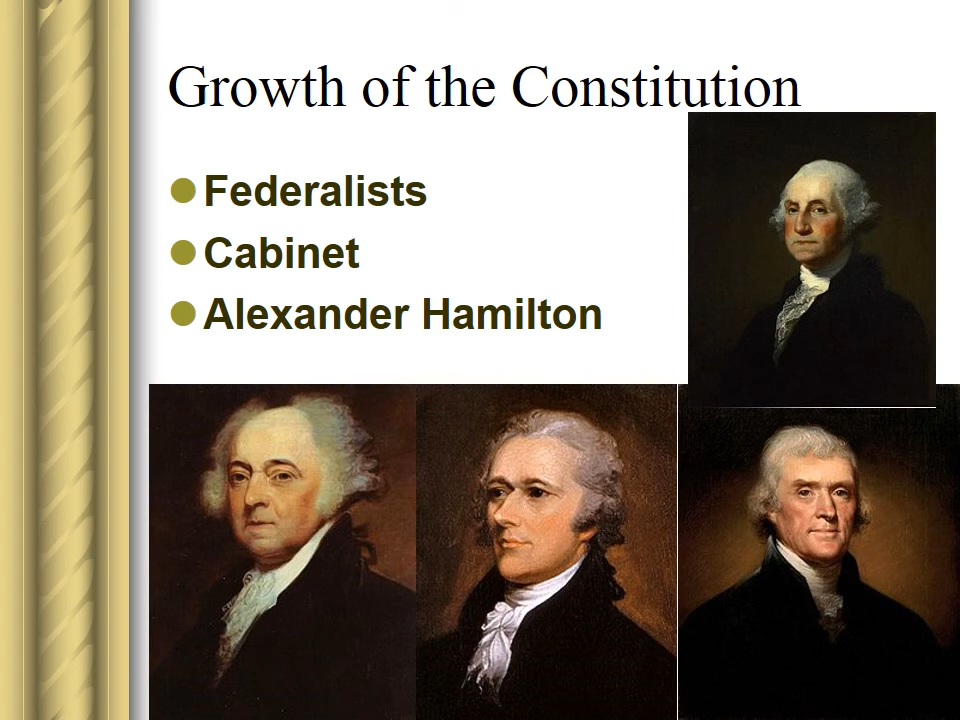 Growth of the Constitution
Federalists
Cabinet
Alexander Hamilton